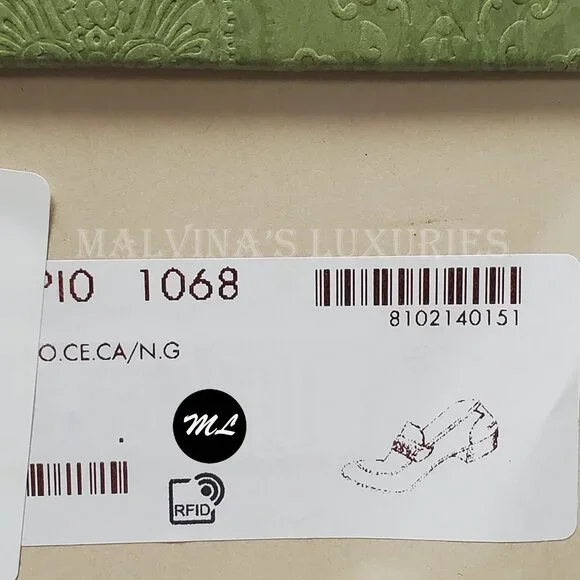 MALVINA'S LUXURIES
PIO 1068
8102140151
O.CE.CA/N.G
ML
RFID